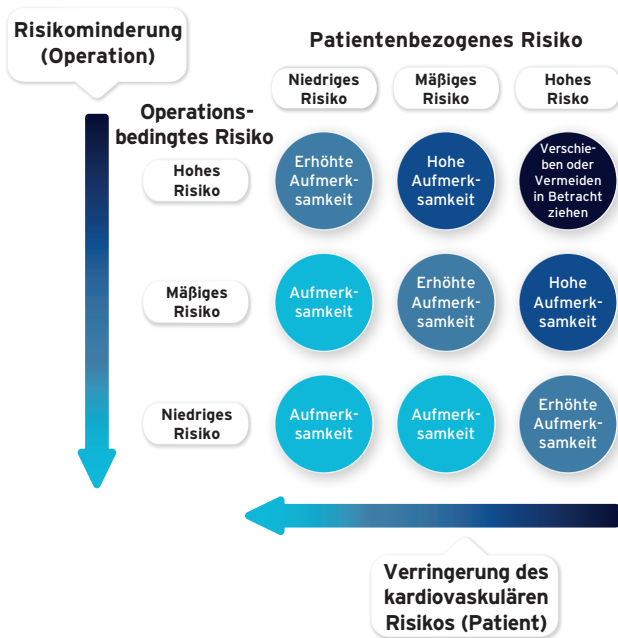 Risikominderung
(Operation)
Patientenbezogenes Risiko
Niedriges
Risiko
Mäßiges
Risiko
Hohes
Risko
Operations-
bedingtes Risiko
Hohes
Risiko
Erhöhte
Aufmerk-
samkeit
Hohe
Aufmerk-
samkeit
Verschie-
ben oder
Vermeiden
in Betracht
ziehen
Mäßiges
Risiko
Aufmerk-
samkeit
Erhöhte
Aufmerk-
samkeit
Hohe
Aufmerk-
samkeit
Niedriges
Risiko
Aufmerk-
samkeit
Aufmerk-
samkeit
Erhöhte
Aufmerk-
samkeit
Verringerung des
kardiovaskulären
Risikos (Patient)